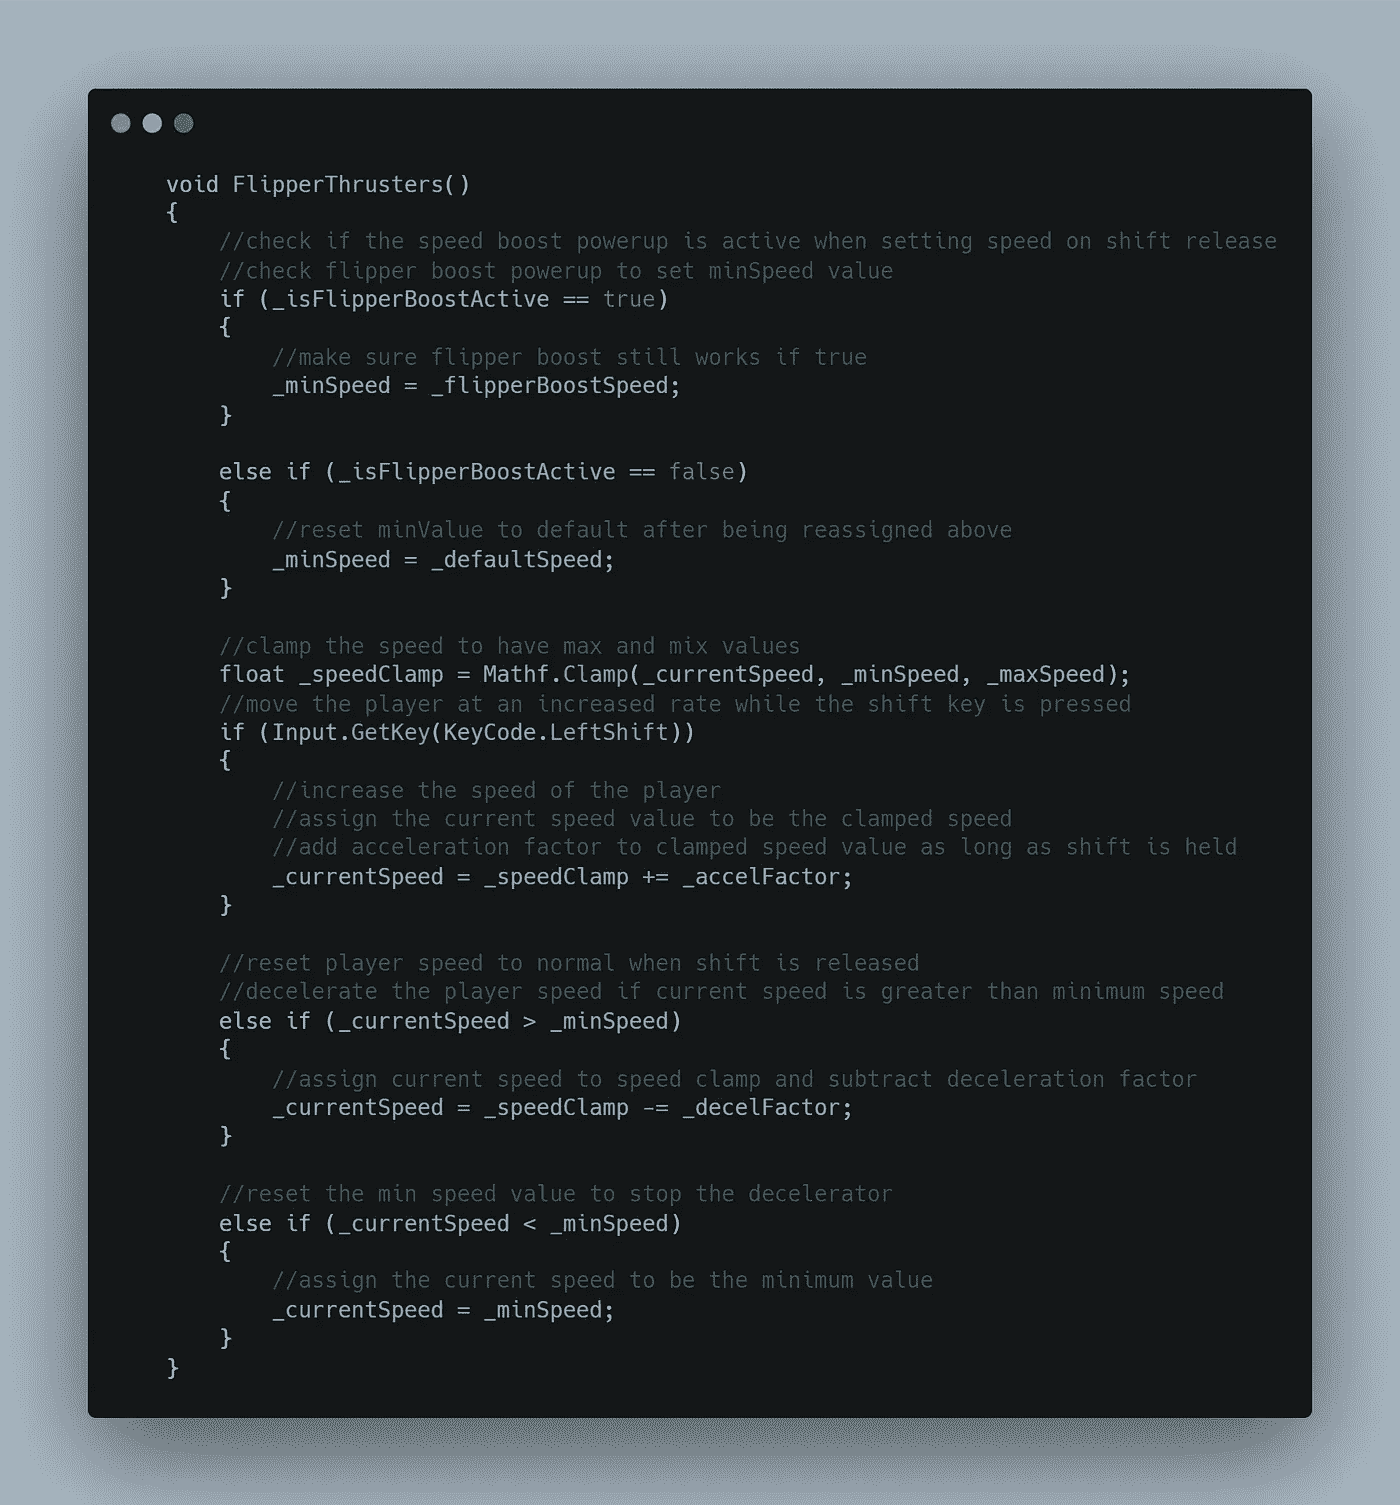 void FlipperThrusters()
{
    //check if the speed boost powerup is active when setting speed on shift release
    //check flipper boost powerup to set minSpeed value
    if (_isFlipperBoostActive == true)
    {
        //make sure flipper boost still works if true
        _minSpeed = _flipperBoostSpeed;
    }

    else if (_isFlipperBoostActive == false)
    {
        //reset minValue to default after being reassigned above
        _minSpeed = _defaultSpeed;
    }

    //clamp the speed to have max and mix values
    float _speedClamp = Mathf.Clamp(_currentSpeed, _minSpeed, _maxSpeed);
    //move the player at an increased rate while the shift key is pressed
    if (Input.GetKey(KeyCode.LeftShift))
    {
        //increase the speed of the player
        //assign the current speed value to be the clamped speed
        //add acceleration factor to clamped speed value as long as shift is held
        _currentSpeed = _speedClamp += _accelFactor;
    }

    //reset player speed to normal when shift is released
    //decelerate the player speed if current speed is greater than minimum speed
    else if (_currentSpeed > _minSpeed)
    {
        //assign current speed to speed clamp and subtract deceleration factor
        _currentSpeed = _speedClamp -= _decelFactor;
    }

    //reset the min speed value to stop the decelerator
    else if (_currentSpeed < _minSpeed)
    {
        //assign the current speed to be the minimum value
        _currentSpeed = _minSpeed;
    }
}